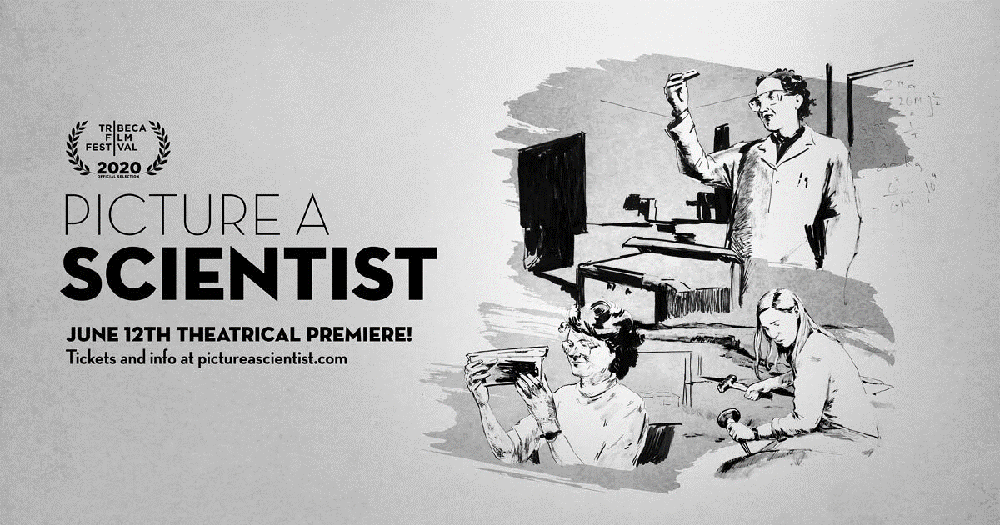 TRIBECA
FILM
FESTIVAL
2020
OFFICIAL SELECTION
PICTURE A
SCIENTIST
JUNE 12TH THEATRICAL PREMIERE!
Tickets and info at pictureascientist.com